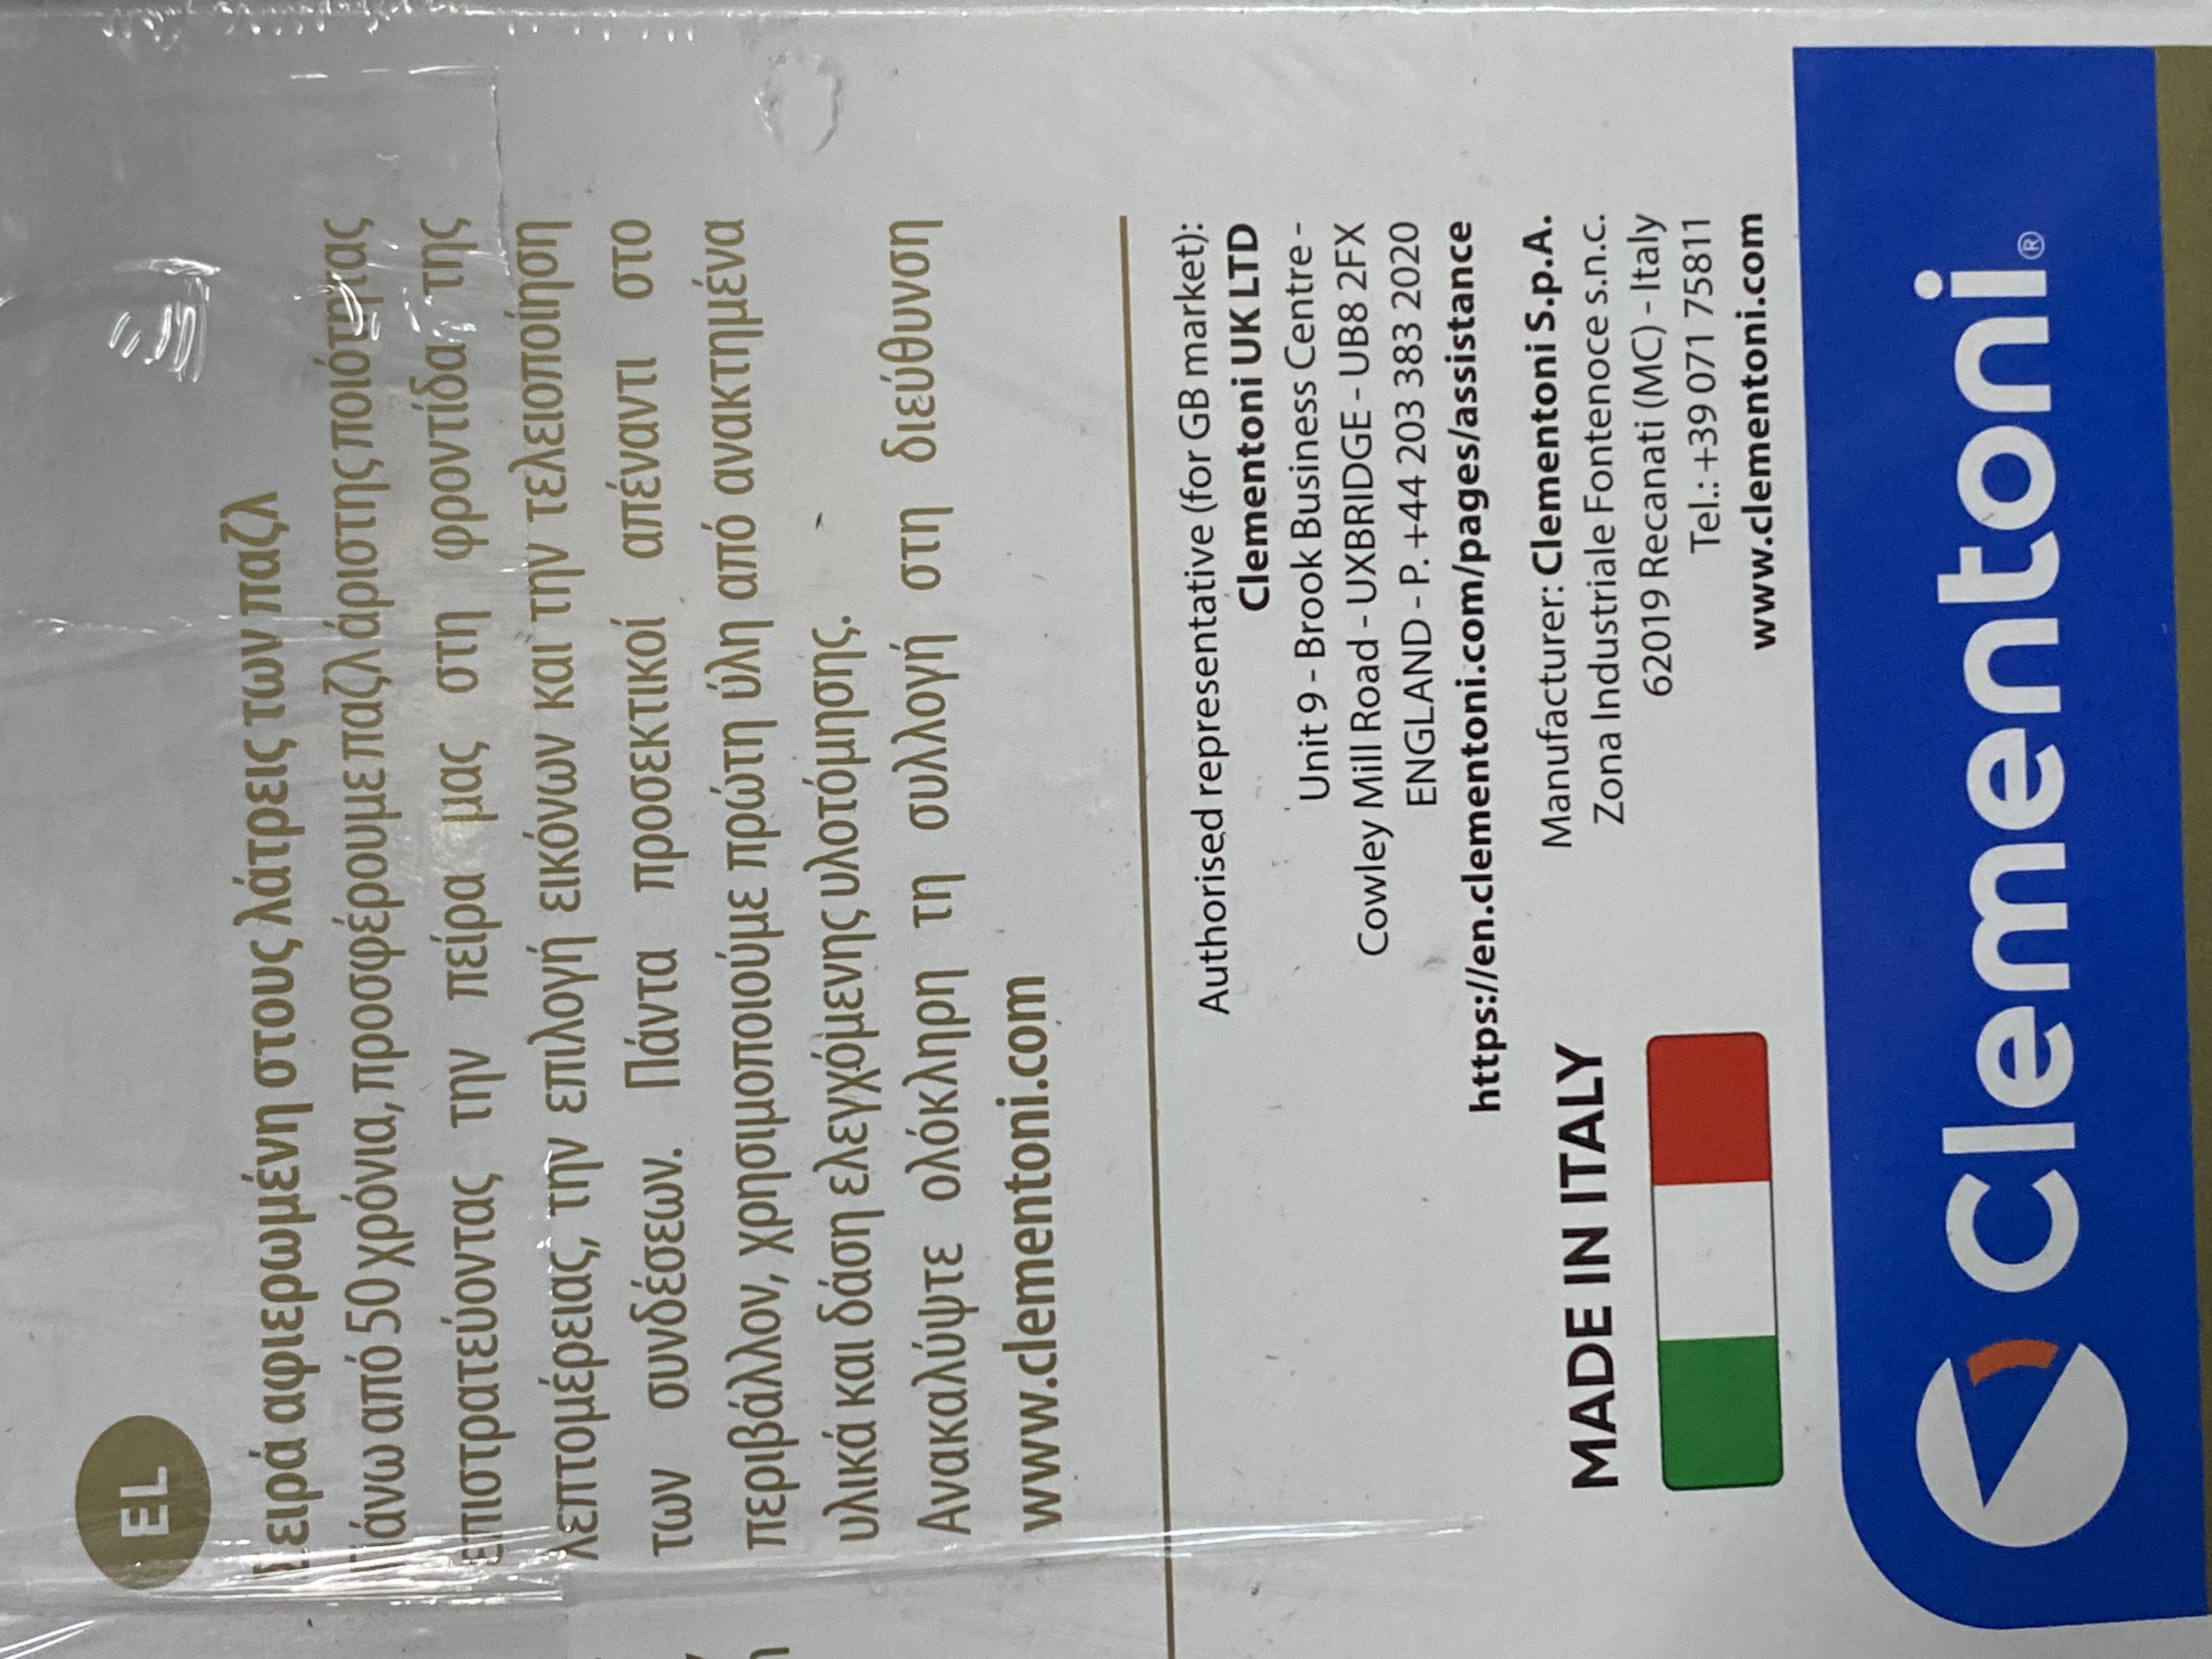 EL
Σειρά αφιερωμένη στους λάτρεις των παζλ
Πάνω από 50 χρόνια, προσφέρουμε παζλ άριστης ποιότητας
επιστρατεύοντας την πείρα μας στη φροντίδα της
λεπτομέρειας, την επιλογή εικόνων και την τελειοποίηση
των συνδέσεων. Πάντα προσεκτικοί απέναντι στο
περιβάλλον, χρησιμοποιούμε πρώτη ύλη από ανακτημένα
υλικά και δάση ελεγχόμενης υλοτόμησης.
Ανακαλύψτε ολόκληρη τη συλλογή στη διεύθυνση
www.clementoni.com
Authorised representative (for GB market):
Clementoni UK LTD
Unit 9 - Brook Business Centre -
Cowley Mill Road - UXBRIDGE - UB8 2FX
ENGLAND - P. +44 203 383 2020
https://en.clementoni.com/pages/assistance
Manufacturer: Clementoni S.p.A.
Zona Industriale Fontenoce s.n.c.
62019 Recanati (MC) - Italy
Tel.: +39 071 75811
www.clementoni.com
MADE IN ITALY
Clementoni®